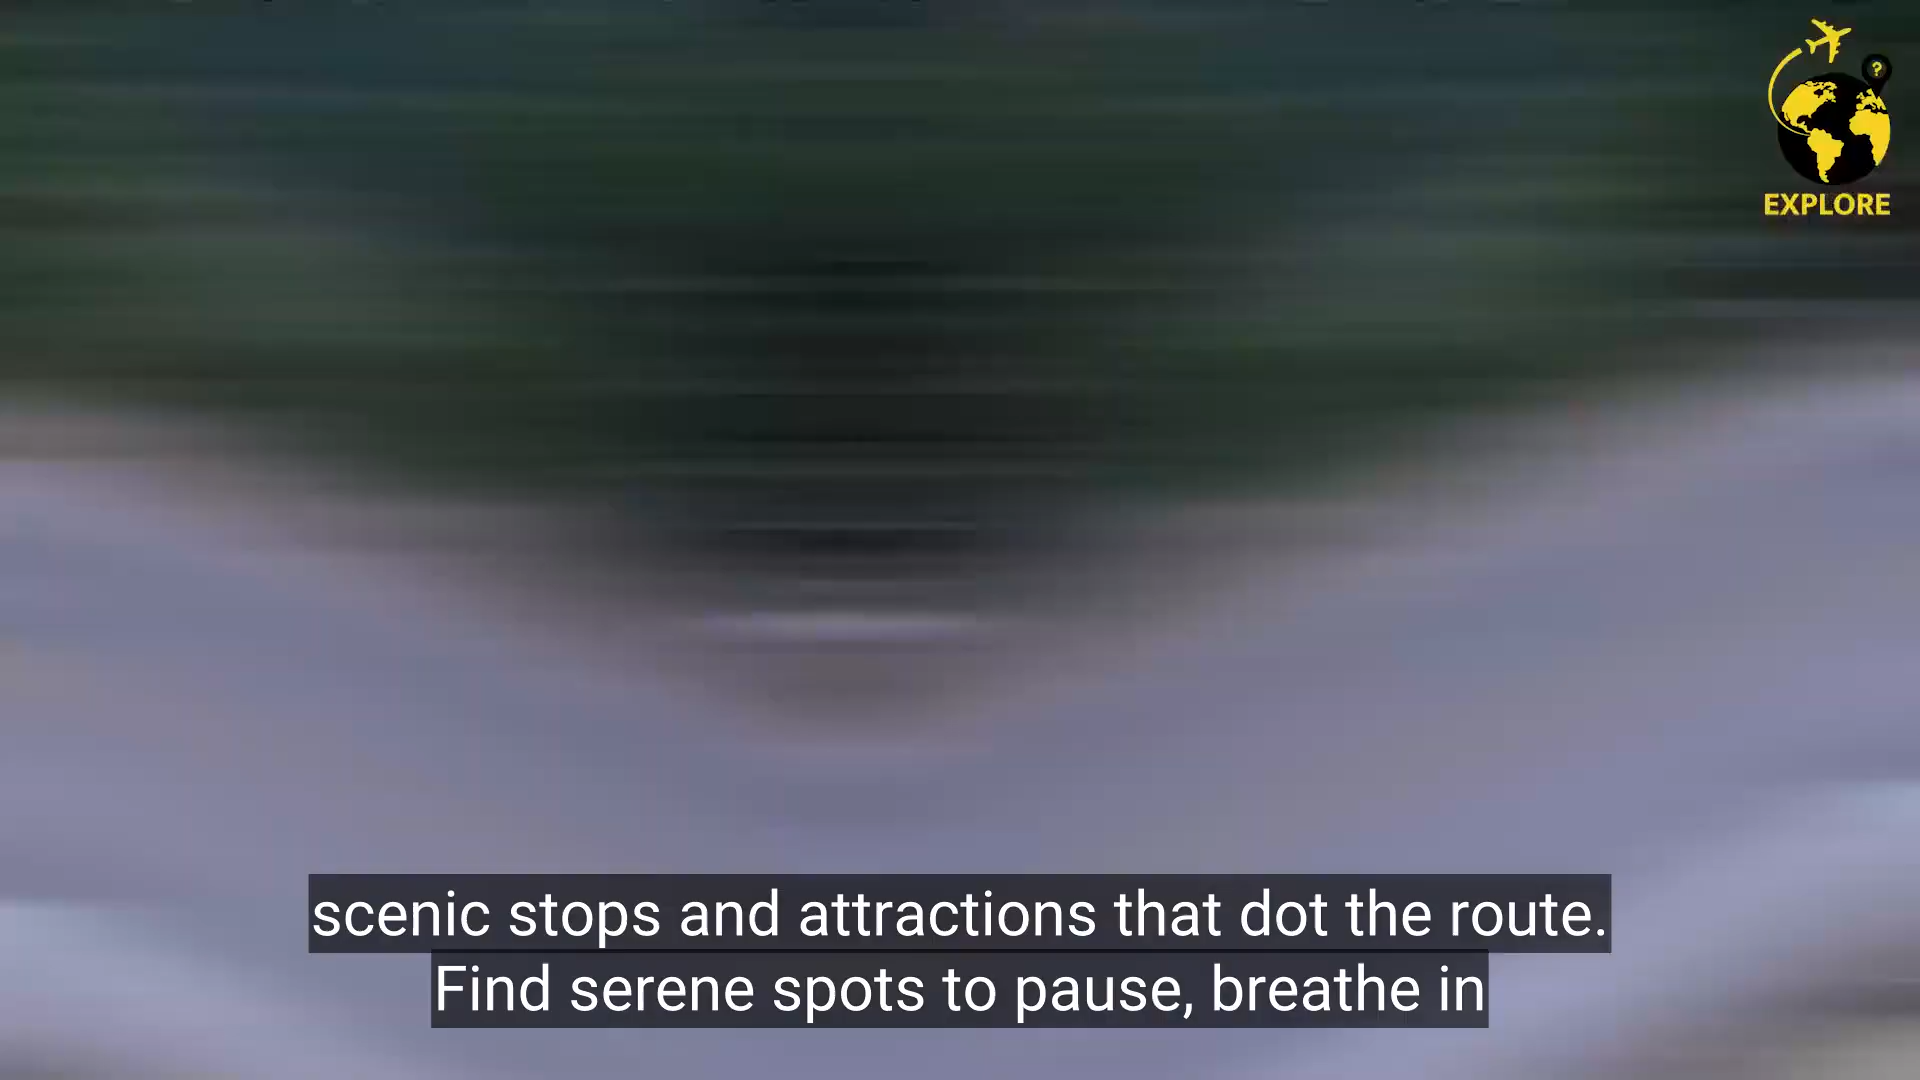 ?
EXPLORE
scenic stops and attractions that dot the route.
Find serene spots to pause, breathe in